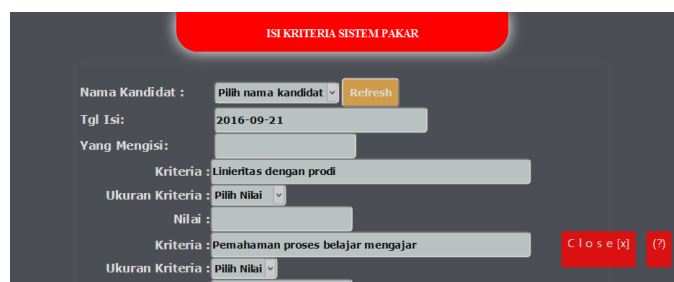 ISI KRITERIA SISTEM PAKAR
Nama Kandidat : Pilih nama kandidat Refresh
Tgl Isi: 2016-09-21
Yang Mengisi:
Kriteria : Linieritas dengan prodi
Ukuran Kriteria : Pilih Nilai
Nilai :
Kriteria : Pemahaman proses belajar mengajar
Close[x] (?)
Ukuran Kriteria : Pilih Nilai